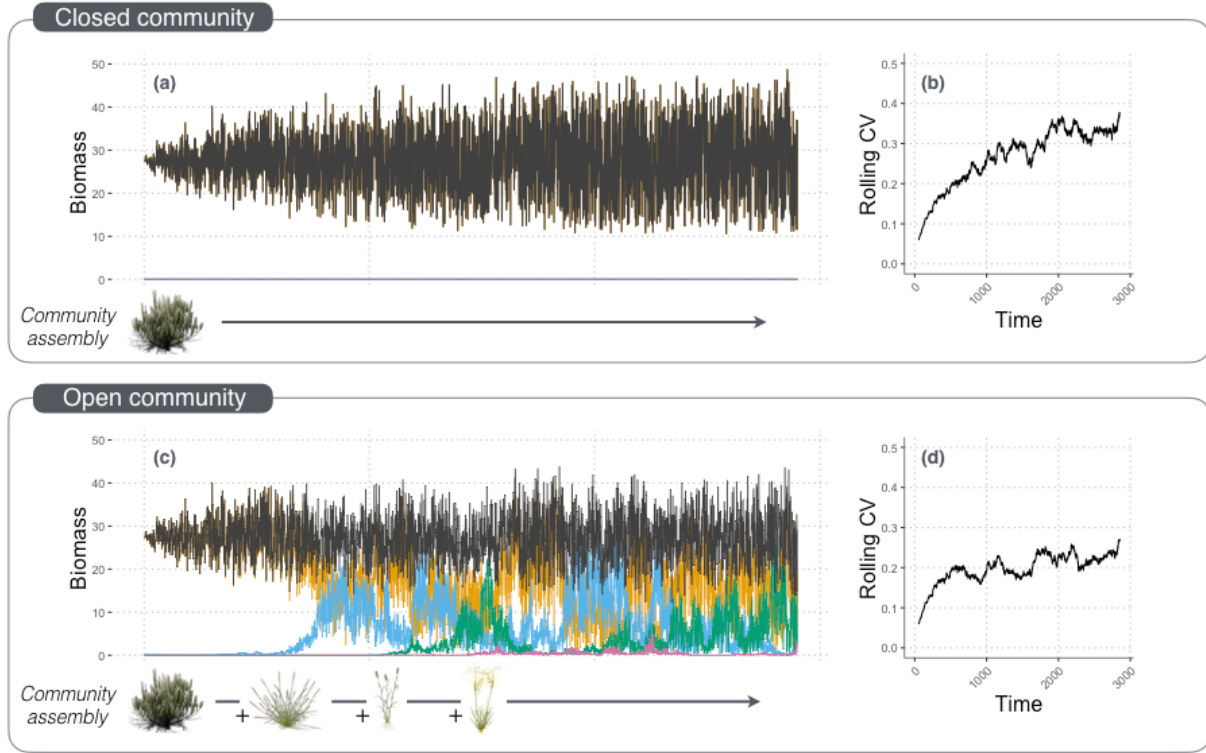 Closed community
(a)
50
40
30
20
10
0
Biomass
(b)
0.5
0.4
0.3
0.2
0.1
0.0
Rolling CV
0
1000
2000
3000
Time
Community
assembly
Open community
(c)
50
40
30
20
10
0
Biomass
(d)
0.5
0.4
0.3
0.2
0.1
0.0
Rolling CV
0
1000
2000
3000
Time
Community
assembly
+
+
+